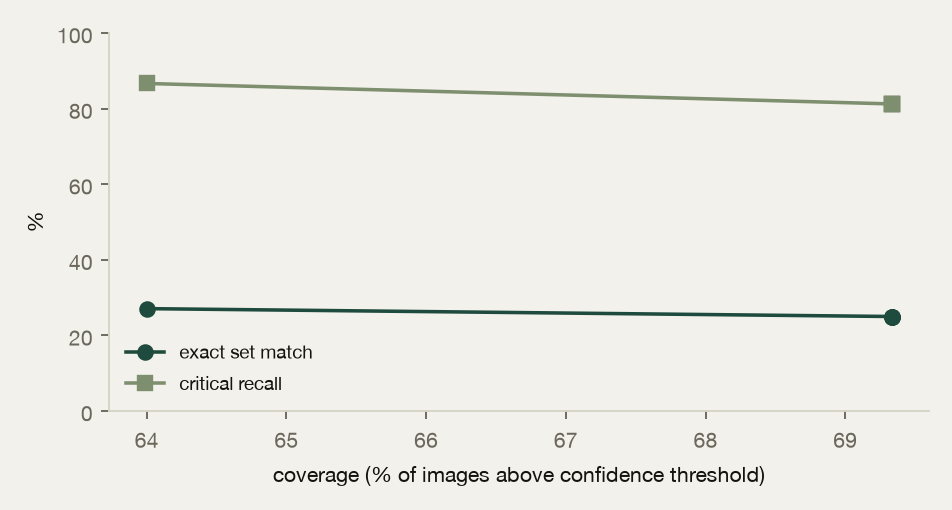 100
80
60
40
20
0
%
exact set match
critical recall
64 65 66 67 68 69
coverage (% of images above confidence threshold)